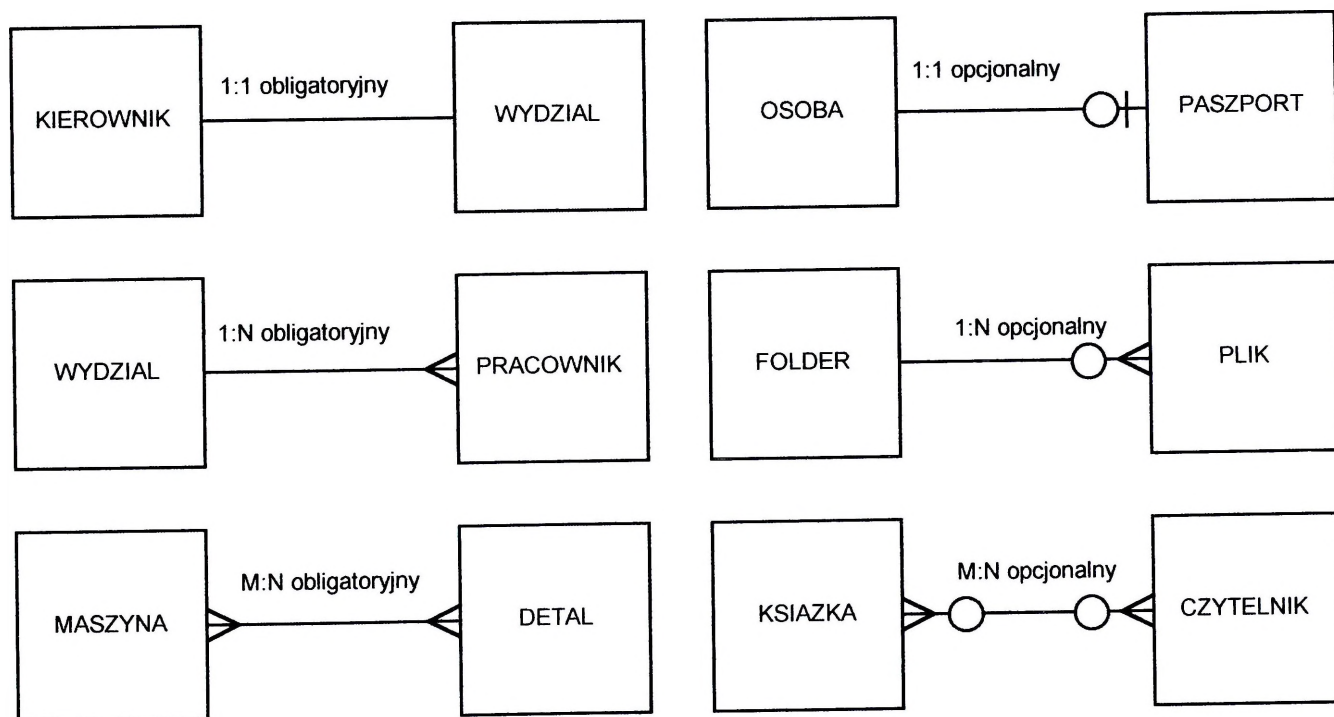 KIEROWNIK 1:1 obligatoryjny WYDZIAL
OSOBA 1:1 opcjonalny PASZPORT
WYDZIAL 1:N obligatoryjny PRACOWNIK
FOLDER 1:N opcjonalny PLIK
MASZYNA M:N obligatoryjny DETAL
KSIAZKA M:N opcjonalny CZYTELNIK